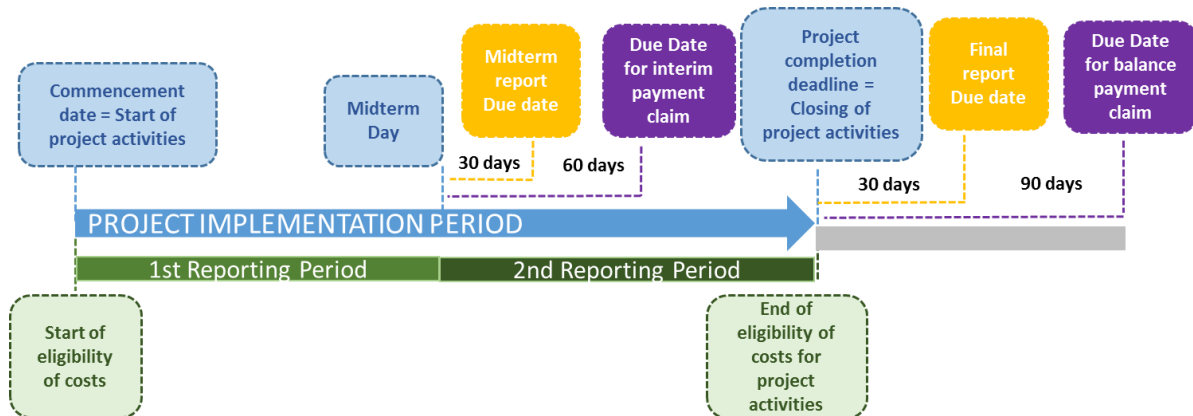 Commencement
date = Start of
project activities
Midterm
Day
Midterm
report
Due date
Due Date
for interim
payment
claim
Project
completion
deadline =
Closing of
project activities
Final
report
Due date
Due Date
for balance
payment
claim
30 days
60 days
30 days
90 days
PROJECT IMPLEMENTATION PERIOD
1st Reporting Period
2nd Reporting Period
Start of
eligibility
of costs
End of
eligibility of
costs for
project
activities